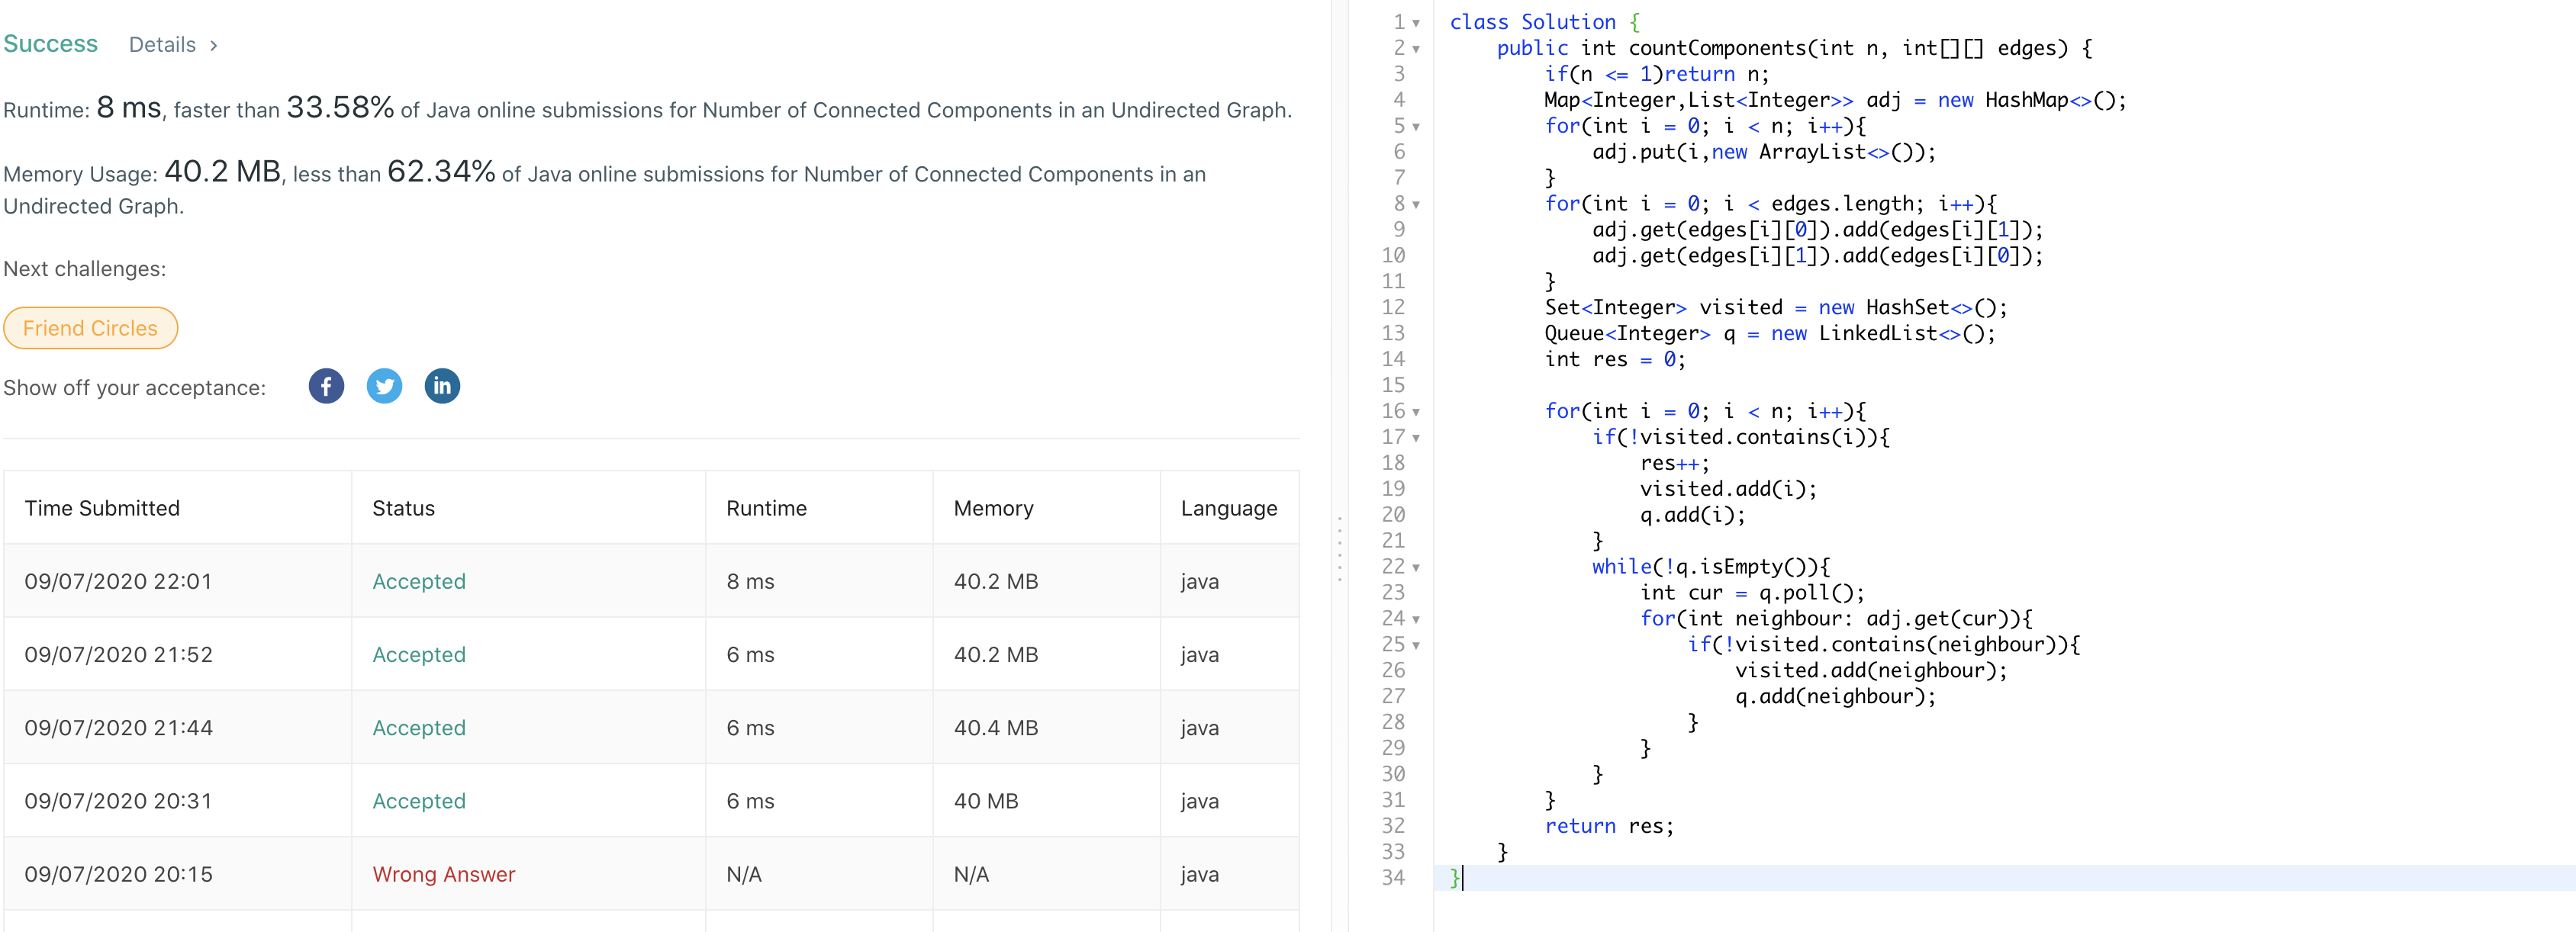 Success Details >
Runtime: 8 ms, faster than 33.58% of Java online submissions for Number of Connected Components in an Undirected Graph.
Memory Usage: 40.2 MB, less than 62.34% of Java online submissions for Number of Connected Components in an
Undirected Graph.
Next challenges:
Friend Circles
Show off your acceptance:
Time Submitted Status Runtime Memory Language
09/07/2020 22:01 Accepted 8 ms 40.2 MB java
09/07/2020 21:52 Accepted 6 ms 40.2 MB java
09/07/2020 21:44 Accepted 6 ms 40.4 MB java
09/07/2020 20:31 Accepted 6 ms 40 MB java
09/07/2020 20:15 Wrong Answer N/A N/A java
1 class Solution {
2     public int countComponents(int n, int[][] edges) {
3         if(n <= 1)return n;
4         Map<Integer,List<Integer>> adj = new HashMap<>();
5         for(int i = 0; i < n; i++){
6             adj.put(i,new ArrayList<>());
7         }
8         for(int i = 0; i < edges.length; i++){
9             adj.get(edges[i][0]).add(edges[i][1]);
10             adj.get(edges[i][1]).add(edges[i][0]);
11         }
12         Set<Integer> visited = new HashSet<>();
13         Queue<Integer> q = new LinkedList<>();
14         int res = 0;
15
16         for(int i = 0; i < n; i++){
17             if(!visited.contains(i)){
18                 res++;
19                 visited.add(i);
20                 q.add(i);
21             }
22             while(!q.isEmpty()){
23                 int cur = q.poll();
24                 for(int neighbour: adj.get(cur)){
25                     if(!visited.contains(neighbour)){
26                         visited.add(neighbour);
27                         q.add(neighbour);
28                     }
29                 }
30             }
31         }
32         return res;
33     }
34 }